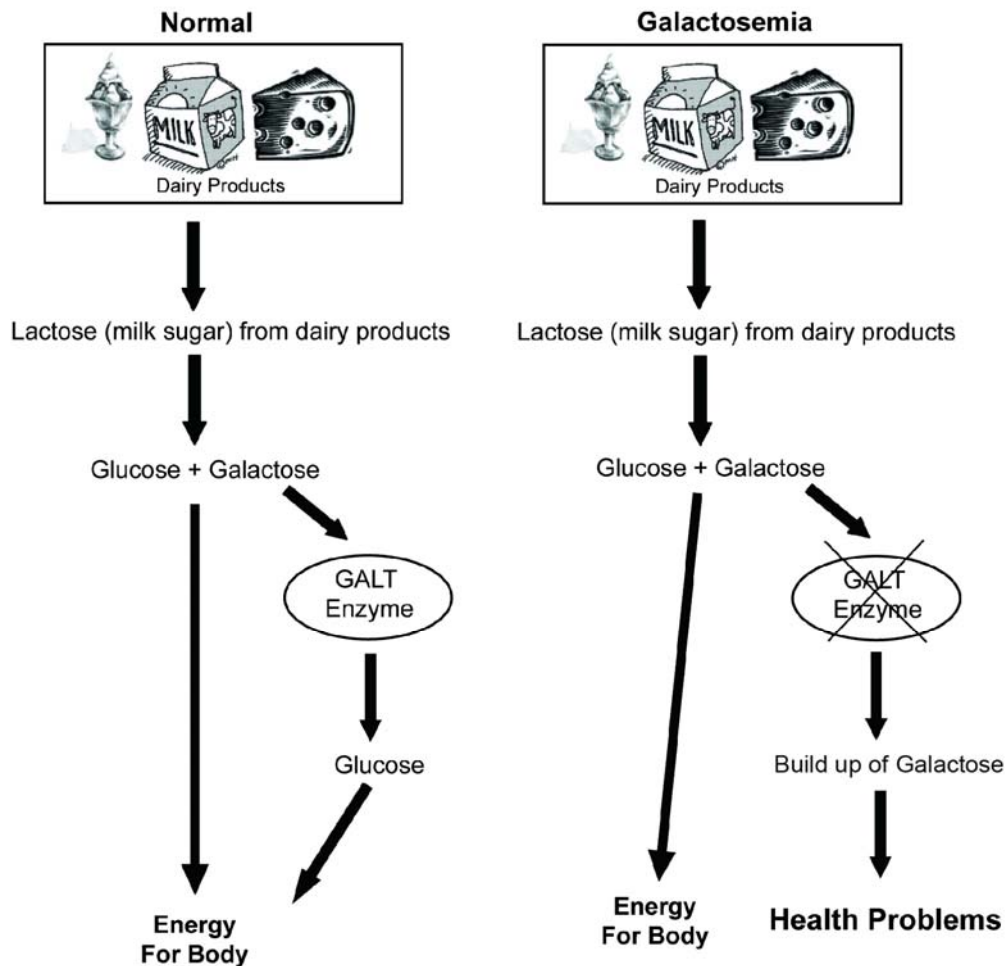 Normal
MILK
Dairy Products
Lactose (milk sugar) from dairy products
Glucose + Galactose
GALT
Enzyme
Glucose
Energy
For Body
Galactosemia
MILK
Dairy Products
Lactose (milk sugar) from dairy products
Glucose + Galactose
GALT
Enzyme
Build up of Galactose
Energy
For Body
Health Problems